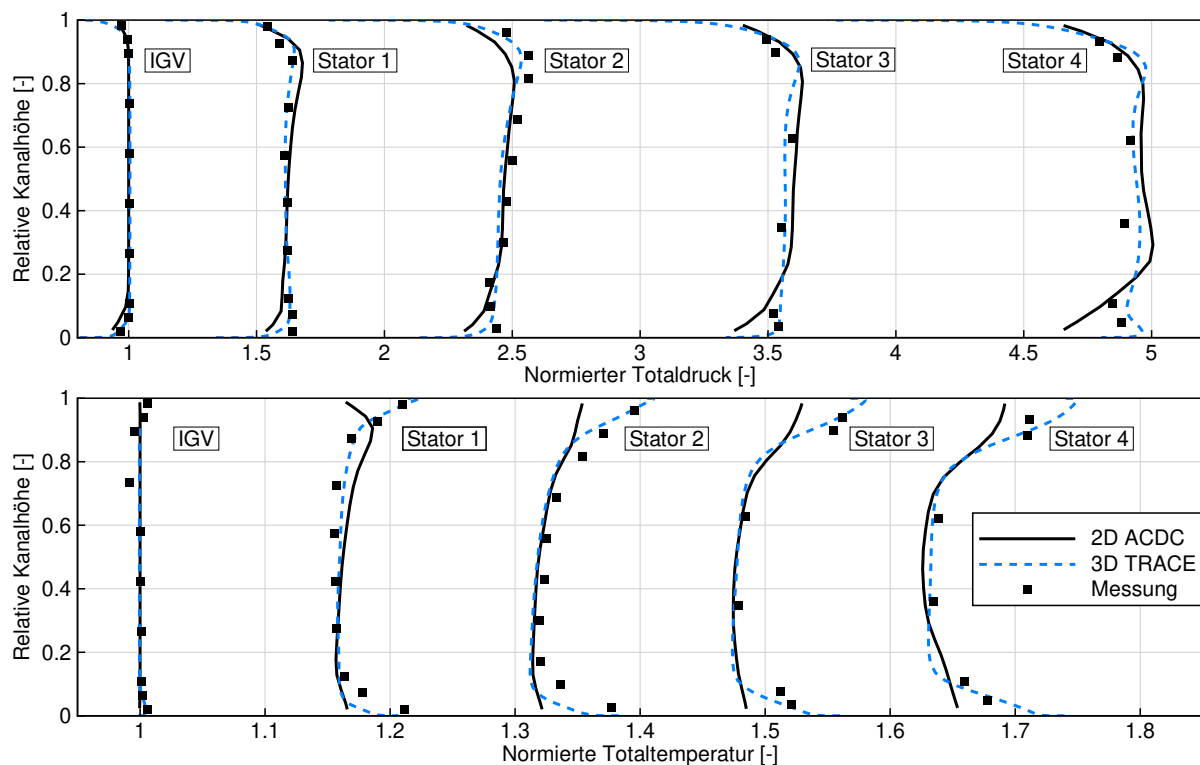 Relative Kanalhöhe [-]
1
0.8
0.6
0.4
0.2
0
IGV
Stator 1
Stator 2
Stator 3
Stator 4
1
1.5
2
2.5
3
3.5
4
4.5
5
Normierter Totaldruck [-]
Relative Kanalhöhe [-]
1
0.8
0.6
0.4
0.2
0
IGV
Stator 1
Stator 2
Stator 3
Stator 4
2D ACDC
3D TRACE
Messung
1
1.1
1.2
1.3
1.4
1.5
1.6
1.7
1.8
Normierte Totaltemperatur [-]